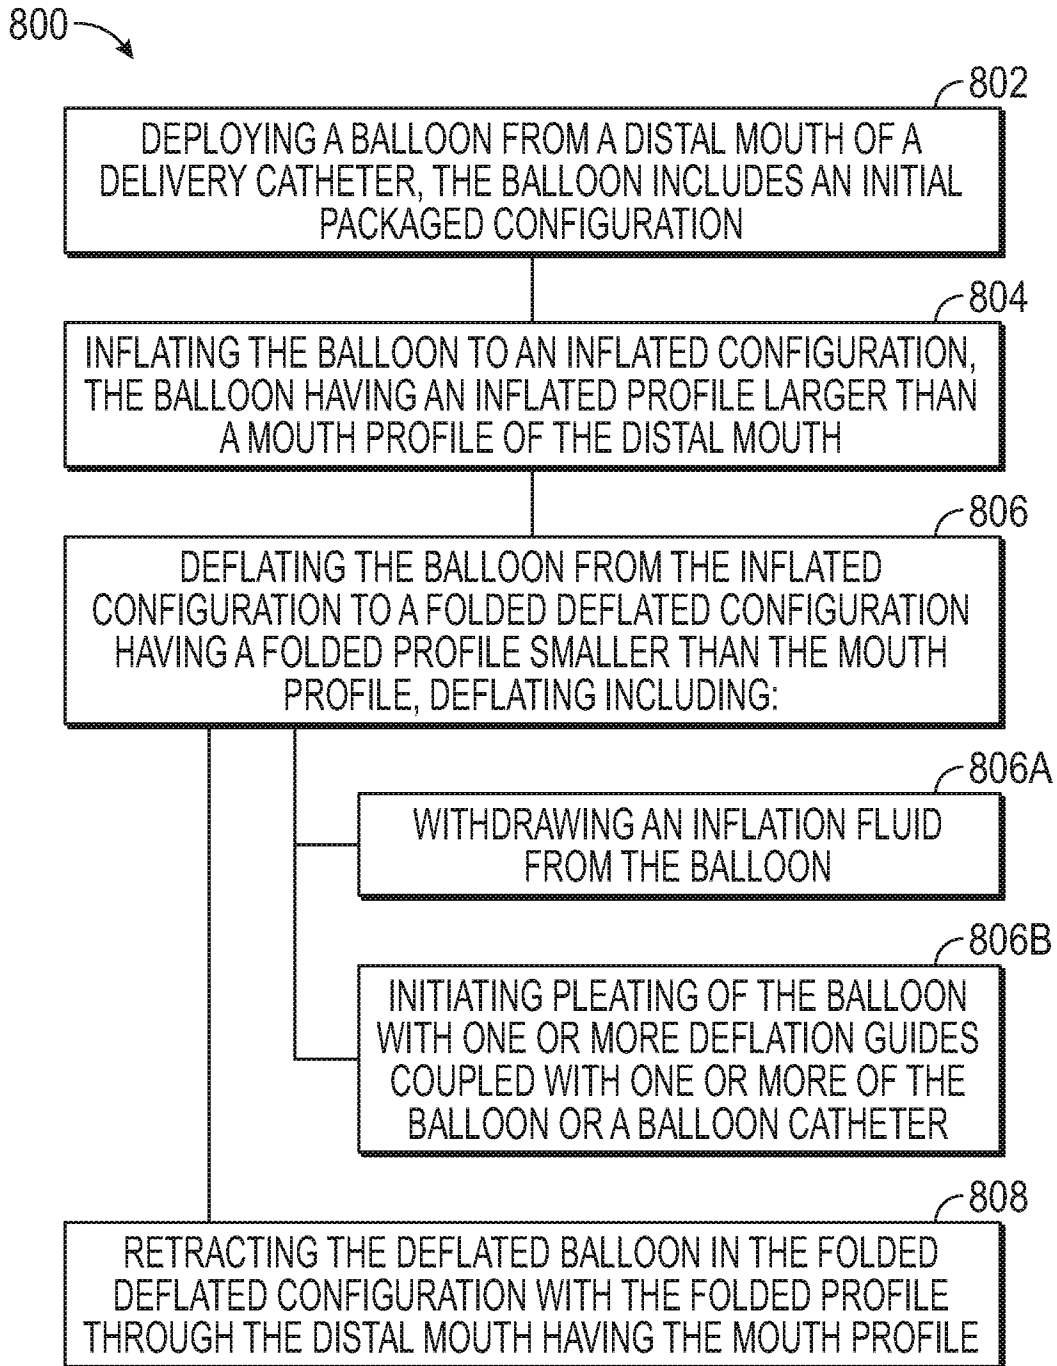 800
802
DEPLOYING A BALLOON FROM A DISTAL MOUTH OF A
DELIVERY CATHETER, THE BALLOON INCLUDES AN INITIAL
PACKAGED CONFIGURATION
804
INFLATING THE BALLOON TO AN INFLATED CONFIGURATION,
THE BALLOON HAVING AN INFLATED PROFILE LARGER THAN
A MOUTH PROFILE OF THE DISTAL MOUTH
806
DEFLATING THE BALLOON FROM THE INFLATED
CONFIGURATION TO A FOLDED DEFLATED CONFIGURATION
HAVING A FOLDED PROFILE SMALLER THAN THE MOUTH
PROFILE, DEFLATING INCLUDING:
806A
WITHDRAWING AN INFLATION FLUID
FROM THE BALLOON
806B
INITIATING PLEATING OF THE BALLOON
WITH ONE OR MORE DEFLATION GUIDES
COUPLED WITH ONE OR MORE OF THE
BALLOON OR A BALLOON CATHETER
808
RETRACTING THE DEFLATED BALLOON IN THE FOLDED
DEFLATED CONFIGURATION WITH THE FOLDED PROFILE
THROUGH THE DISTAL MOUTH HAVING THE MOUTH PROFILE